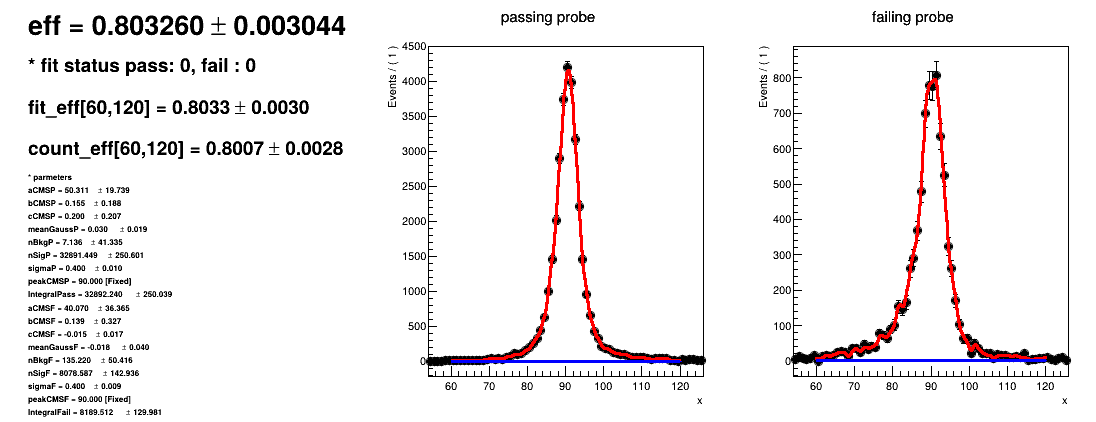 eff = 0.803260 ± 0.003044
* fit status pass: 0, fail : 0
fit_eff[60,120] = 0.8033 ± 0.0030
count_eff[60,120] = 0.8007 ± 0.0028
* parmeters
aCMSP = 50.311 ± 19.739
bCMSP = 0.155 ± 0.188
cCMSP = 0.200 ± 0.207
meanGaussP = 0.030 ± 0.019
nBkgP = 7.136 ± 41.335
nSigP = 32891.449 ± 250.601
sigmaP = 0.400 ± 0.010
peakCMSP = 90.000 [Fixed]
IntegralPass = 32892.240 ± 250.039
aCMSF = 40.070 ± 36.365
bCMSF = 0.139 ± 0.327
cCMSF = -0.015 ± 0.017
meanGaussF = -0.018 ± 0.040
nBkgF = 135.220 ± 50.416
nSigF = 8078.587 ± 142.936
sigmaF = 0.400 ± 0.009
peakCMSF = 90.000 [Fixed]
IntegralFail = 8189.512 ± 129.981
passing probe
Events / ( 1 )
4500
4000
3500
3000
2500
2000
1500
1000
500
0
60 70 80 90 100 110 120
x
failing probe
Events / ( 1 )
800
700
600
500
400
300
200
100
0
60 70 80 90 100 110 120
x